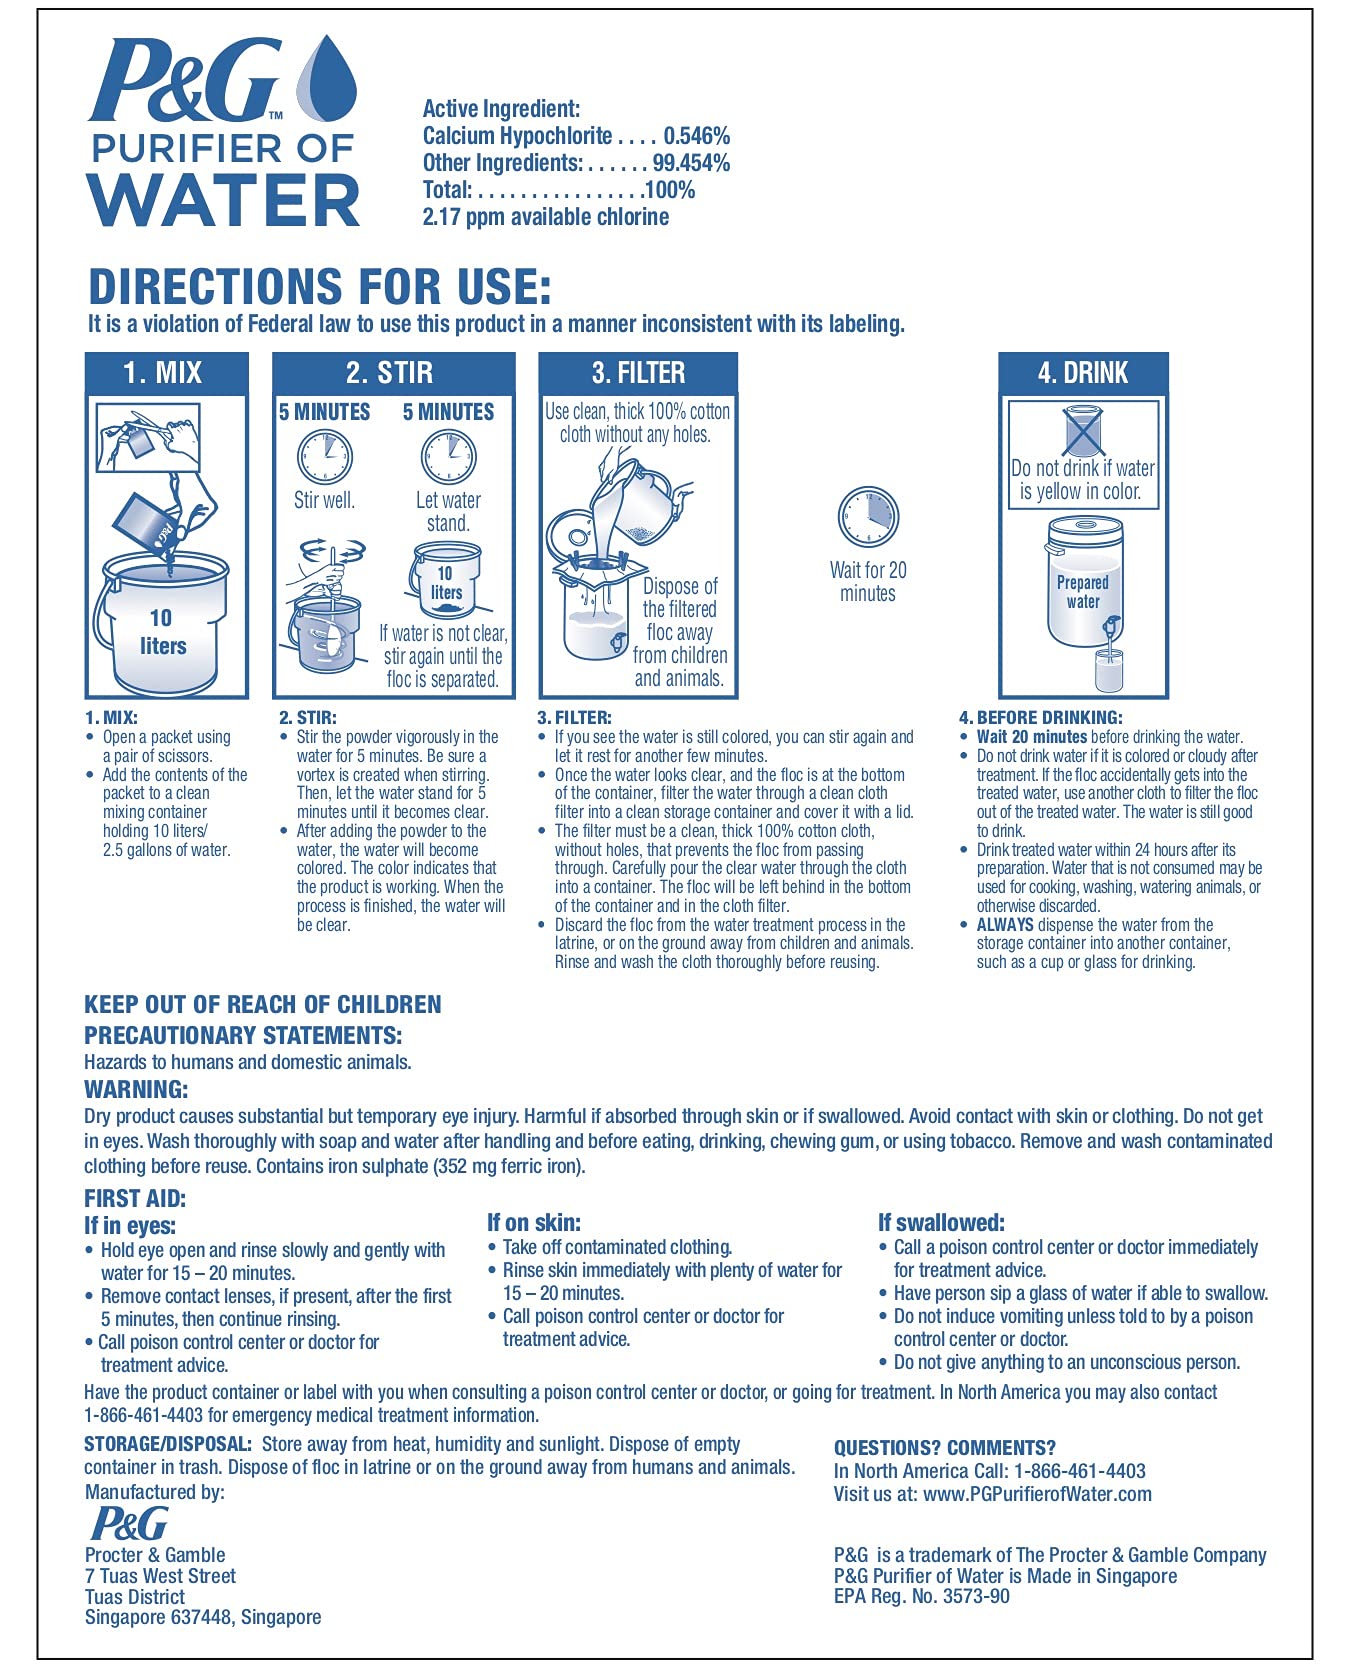 P&G™
PURIFIER OF
WATER
Active Ingredient:
Calcium Hypochlorite . . . . 0.546%
Other Ingredients: . . . . . . 99.454%
Total: . . . . . . . . . . . . . . . .100%
2.17 ppm available chlorine
DIRECTIONS FOR USE:
It is a violation of Federal law to use this product in a manner inconsistent with its labeling.
1. MIX
P&G
10
liters
2. STIR
5 MINUTES
Stir well.
5 MINUTES
Let water
stand.
10
liters
If water is not clear,
stir again until the
floc is separated.
3. FILTER
Use clean, thick 100% cotton
cloth without any holes.
Dispose of
the filtered
floc away
from children
and animals.
Wait for 20
minutes
4. DRINK
Do not drink if water
is yellow in color.
Prepared
water
1. MIX:
• Open a packet using
a pair of scissors.
• Add the contents of the
packet to a clean
mixing container
holding 10 liters/
2.5 gallons of water.
2. STIR:
• Stir the powder vigorously in the
water for 5 minutes. Be sure a
vortex is created when stirring.
Then, let the water stand for 5
minutes until it becomes clear.
• After adding the powder to the
water, the water will become
colored. The color indicates that
the product is working. When the
process is finished, the water will
be clear.
3. FILTER:
• If you see the water is still colored, you can stir again and
let it rest for another few minutes.
• Once the water looks clear, and the floc is at the bottom
of the container, filter the water through a clean cloth
filter into a clean storage container and cover it with a lid.
• The filter must be a clean, thick 100% cotton cloth,
without holes, that prevents the floc from passing
through. Carefully pour the clear water through the cloth
into a container. The floc will be left behind in the bottom
of the container and in the cloth filter.
• Discard the floc from the water treatment process in the
latrine, or on the ground away from children and animals.
Rinse and wash the cloth thoroughly before reusing.
4. BEFORE DRINKING:
• Wait 20 minutes before drinking the water.
• Do not drink water if it is colored or cloudy after
treatment. If the floc accidentally gets into the
treated water, use another cloth to filter the floc
out of the treated water. The water is still good
to drink.
• Drink treated water within 24 hours after its
preparation. Water that is not consumed may be
used for cooking, washing, watering animals, or
otherwise discarded.
• ALWAYS dispense the water from the
storage container into another container,
such as a cup or glass for drinking.
KEEP OUT OF REACH OF CHILDREN
PRECAUTIONARY STATEMENTS:
Hazards to humans and domestic animals.
WARNING:
Dry product causes substantial but temporary eye injury. Harmful if absorbed through skin or if swallowed. Avoid contact with skin or clothing. Do not get
in eyes. Wash thoroughly with soap and water after handling and before eating, drinking, chewing gum, or using tobacco. Remove and wash contaminated
clothing before reuse. Contains iron sulphate (352 mg ferric iron).
FIRST AID:
If in eyes:
• Hold eye open and rinse slowly and gently with
water for 15 – 20 minutes.
• Remove contact lenses, if present, after the first
5 minutes, then continue rinsing.
• Call poison control center or doctor for
treatment advice.
If on skin:
• Take off contaminated clothing.
• Rinse skin immediately with plenty of water for
15 – 20 minutes.
• Call poison control center or doctor for
treatment advice.
If swallowed:
• Call a poison control center or doctor immediately
for treatment advice.
• Have person sip a glass of water if able to swallow.
• Do not induce vomiting unless told to by a poison
control center or doctor.
• Do not give anything to an unconscious person.
Have the product container or label with you when consulting a poison control center or doctor, or going for treatment. In North America you may also contact
1-866-461-4403 for emergency medical treatment information.
STORAGE/DISPOSAL: Store away from heat, humidity and sunlight. Dispose of empty
container in trash. Dispose of floc in latrine or on the ground away from humans and animals.
Manufactured by:
P&G
Procter & Gamble
7 Tuas West Street
Tuas District
Singapore 637448, Singapore
QUESTIONS? COMMENTS?
In North America Call: 1-866-461-4403
Visit us at: www.PGPurifierofWater.com
P&G is a trademark of The Procter & Gamble Company
P&G Purifier of Water is Made in Singapore
EPA Reg. No. 3573-90